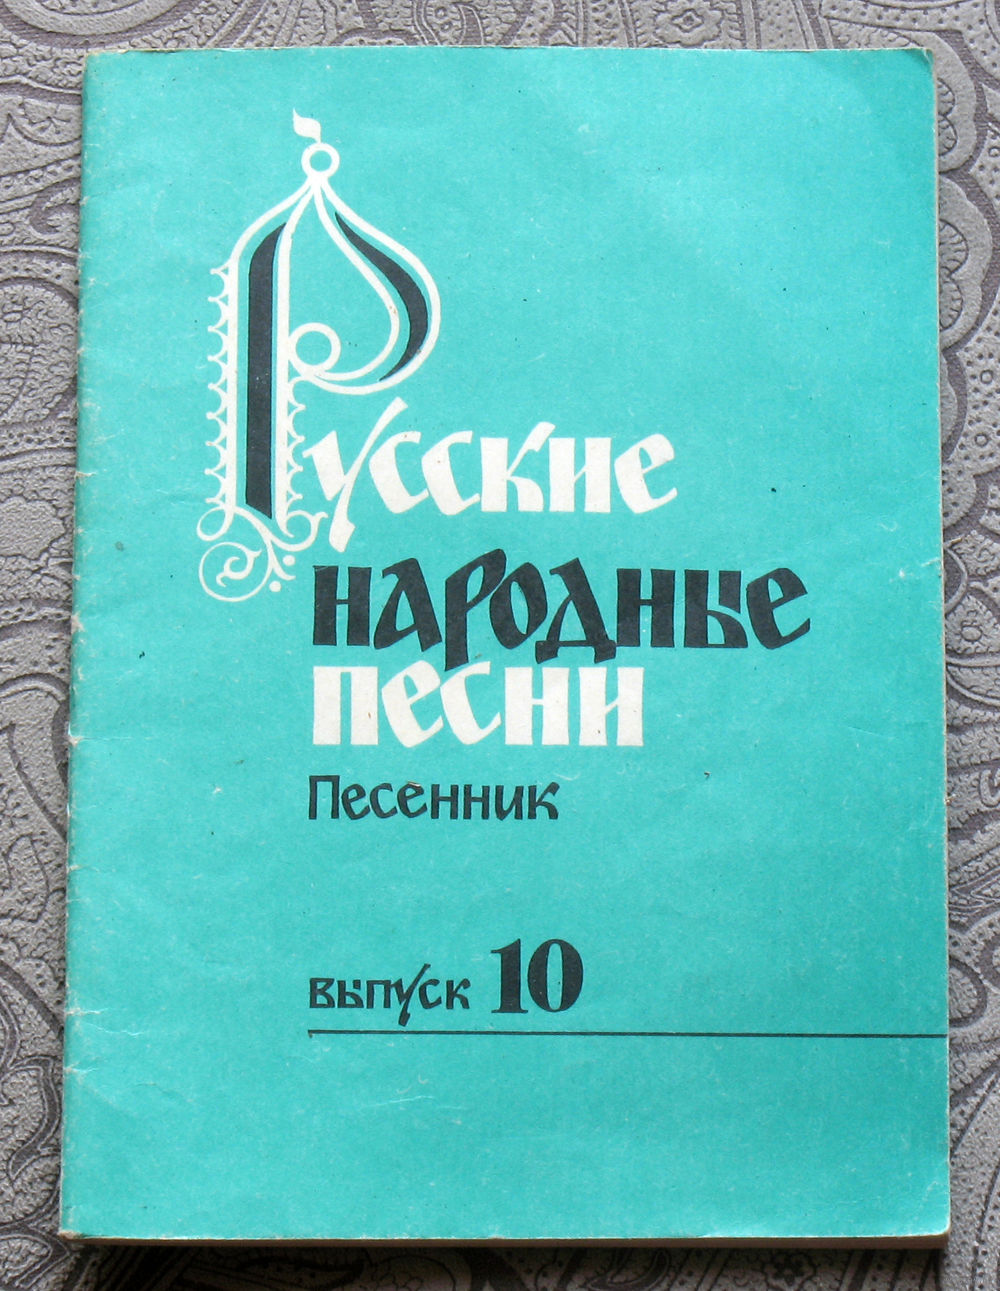 Русские
народные
песни
Песенник
выпуск 10